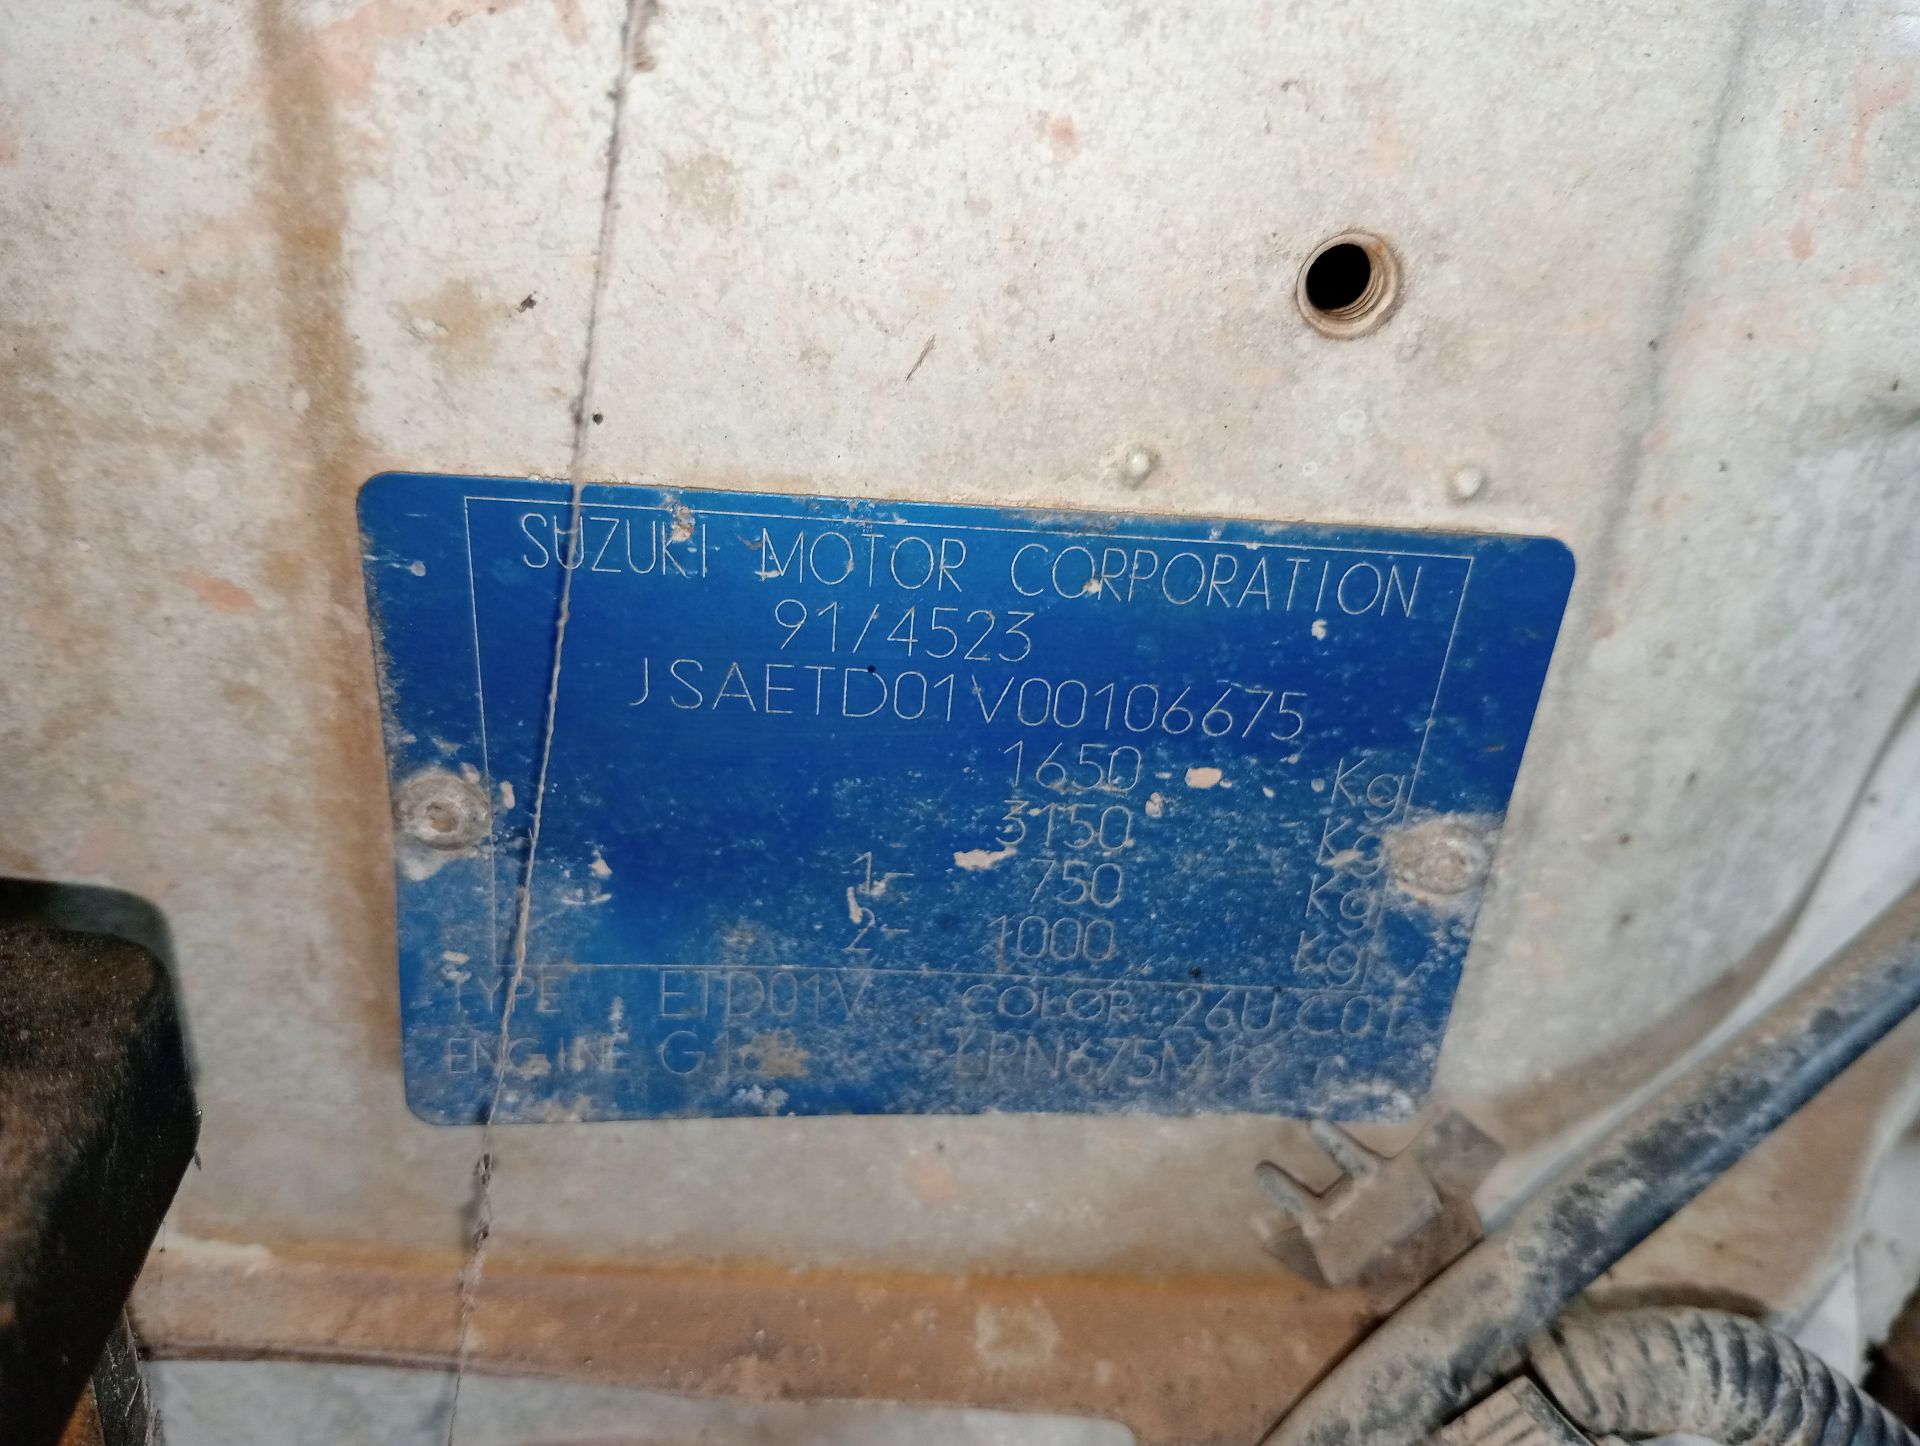 SUZUKI MOTOR CORPORATION
91/4523
JSAETD01V00106675
1650 Kg
3150 Kg
1- 750 Kg
2- 1000 Kg
TYPE ETD01V COLOR 26U
ENGINE